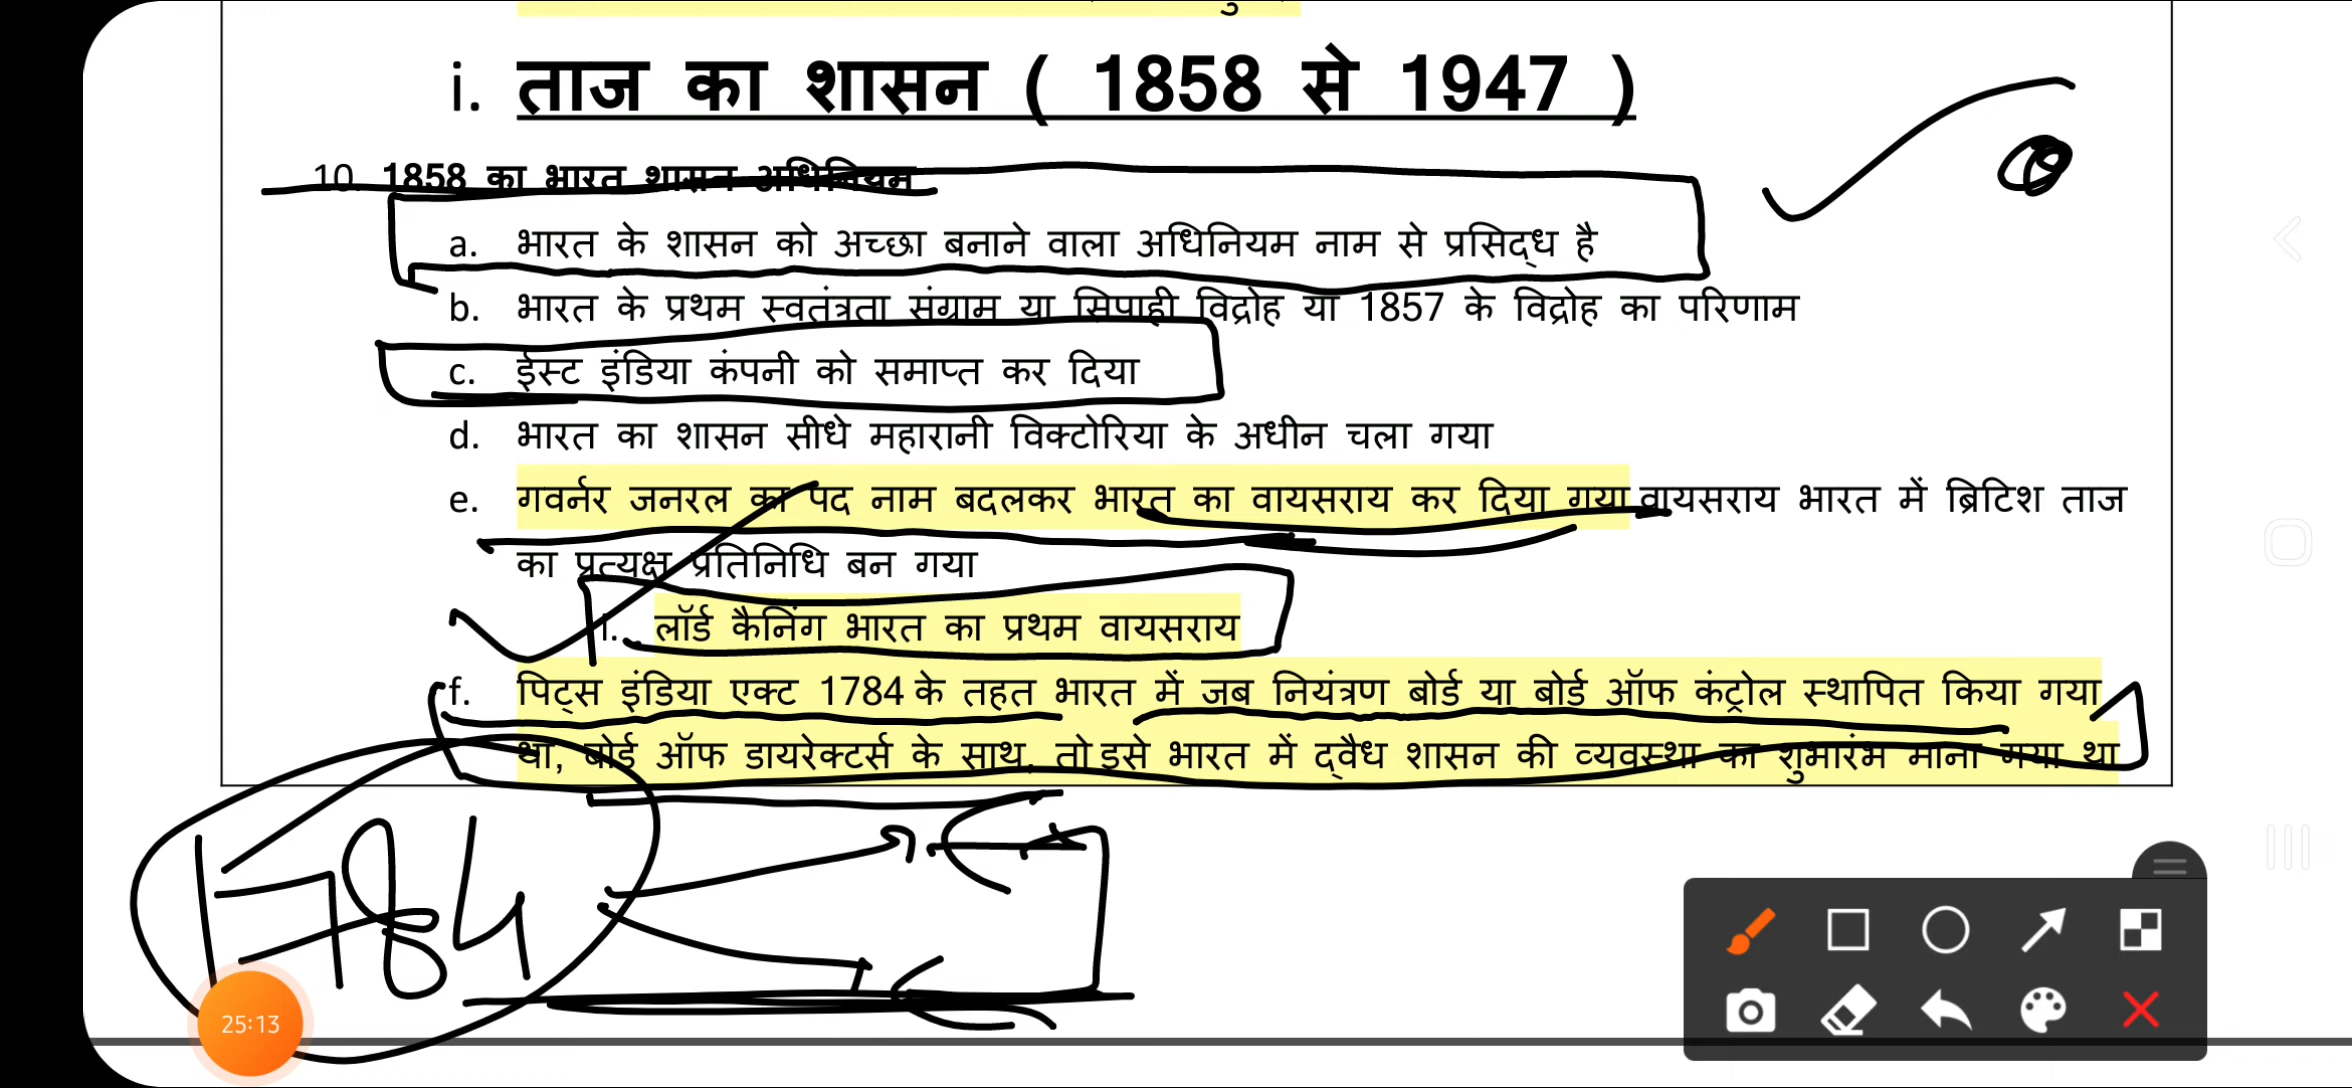 i. ताज का शासन ( 1858 से 1947 )
10. 1858 का भारत शासन अधिनियम
a. भारत के शासन को अच्छा बनाने वाला अधिनियम नाम से प्रसिद्ध है
b. भारत के प्रथम स्वतंत्रता संग्राम या सिपाही विद्रोह या 1857 के विद्रोह का परिणाम
c. ईस्ट इंडिया कंपनी को समाप्त कर दिया
d. भारत का शासन सीधे महारानी विक्टोरिया के अधीन चला गया
e. गवर्नर जनरल का पद नाम बदलकर भारत का वायसराय कर दिया गया वायसराय भारत में ब्रिटिश ताज
का प्रत्यक्ष प्रतिनिधि बन गया
i. लॉर्ड कैनिंग भारत का प्रथम वायसराय
f. पिट्स इंडिया एक्ट 1784 के तहत भारत में जब नियंत्रण बोर्ड या बोर्ड ऑफ कंट्रोल स्थापित किया गया
था, बोर्ड ऑफ डायरेक्टर्स के साथ, तो इसे भारत में द्वैध शासन की व्यवस्था का शुभारंभ माना गया था
1784
25:13